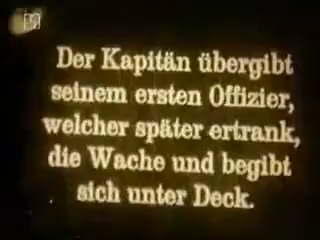 Der Kapitän übergibt
seinem ersten Offizier,
welcher später ertrank,
die Wache und begibt
sich unter Deck.